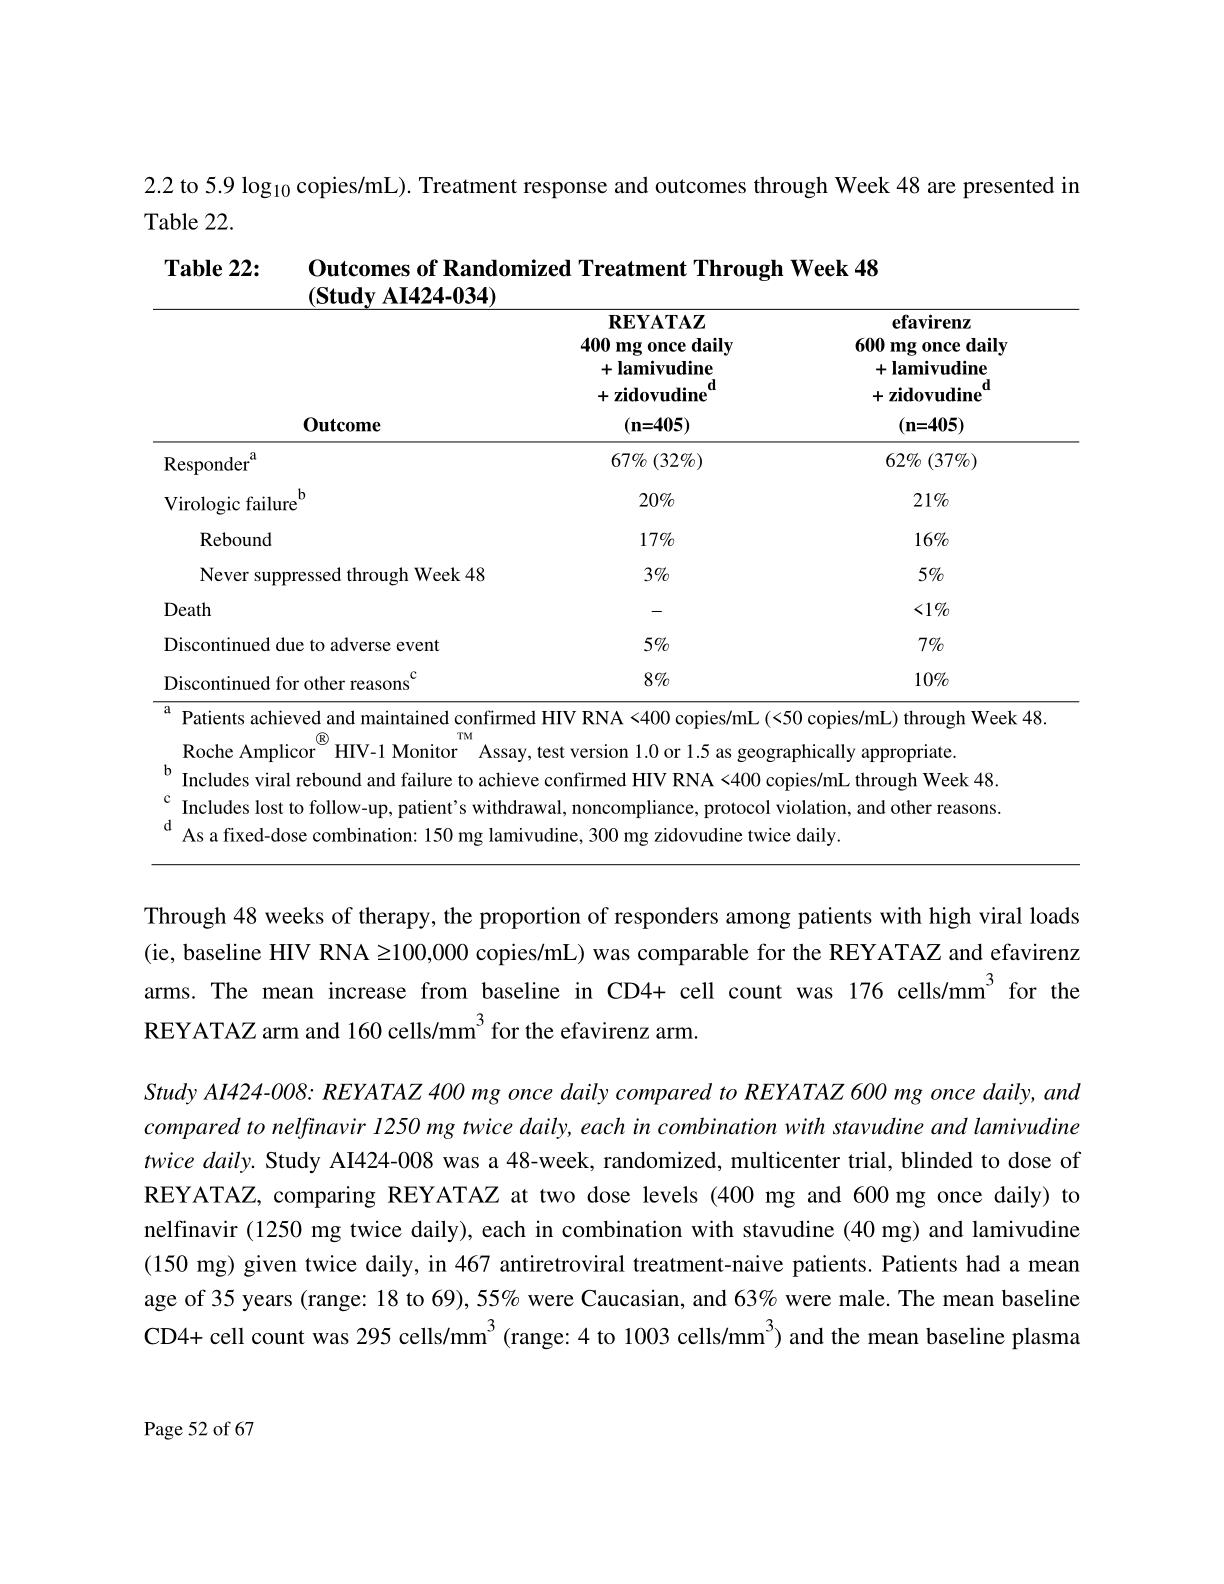 2.2 to 5.9 log10 copies/mL). Treatment response and outcomes through Week 48 are presented in
Table 22.
Table 22: Outcomes of Randomized Treatment Through Week 48
(Study AI424-034)
REYATAZ efavirenz
400 mg once daily 600 mg once daily
+ lamivudine + lamivudine
+ zidovudine^d + zidovudine^d
Outcome (n=405) (n=405)
Responder^a 67% (32%) 62% (37%)
Virologic failure^b 20% 21%
Rebound 17% 16%
Never suppressed through Week 48 3% 5%
Death – <1%
Discontinued due to adverse event 5% 7%
Discontinued for other reasons^c 8% 10%
^a Patients achieved and maintained confirmed HIV RNA <400 copies/mL (<50 copies/mL) through Week 48.
Roche Amplicor® HIV-1 Monitor™ Assay, test version 1.0 or 1.5 as geographically appropriate.
^b Includes viral rebound and failure to achieve confirmed HIV RNA <400 copies/mL through Week 48.
^c Includes lost to follow-up, patient's withdrawal, noncompliance, protocol violation, and other reasons.
^d As a fixed-dose combination: 150 mg lamivudine, 300 mg zidovudine twice daily.
Through 48 weeks of therapy, the proportion of responders among patients with high viral loads
(ie, baseline HIV RNA ≥100,000 copies/mL) was comparable for the REYATAZ and efavirenz
arms. The mean increase from baseline in CD4+ cell count was 176 cells/mm³ for the
REYATAZ arm and 160 cells/mm³ for the efavirenz arm.
Study AI424-008: REYATAZ 400 mg once daily compared to REYATAZ 600 mg once daily, and
compared to nelfinavir 1250 mg twice daily, each in combination with stavudine and lamivudine
twice daily. Study AI424-008 was a 48-week, randomized, multicenter trial, blinded to dose of
REYATAZ, comparing REYATAZ at two dose levels (400 mg and 600 mg once daily) to
nelfinavir (1250 mg twice daily), each in combination with stavudine (40 mg) and lamivudine
(150 mg) given twice daily, in 467 antiretroviral treatment-naive patients. Patients had a mean
age of 35 years (range: 18 to 69), 55% were Caucasian, and 63% were male. The mean baseline
CD4+ cell count was 295 cells/mm³ (range: 4 to 1003 cells/mm³) and the mean baseline plasma
Page 52 of 67